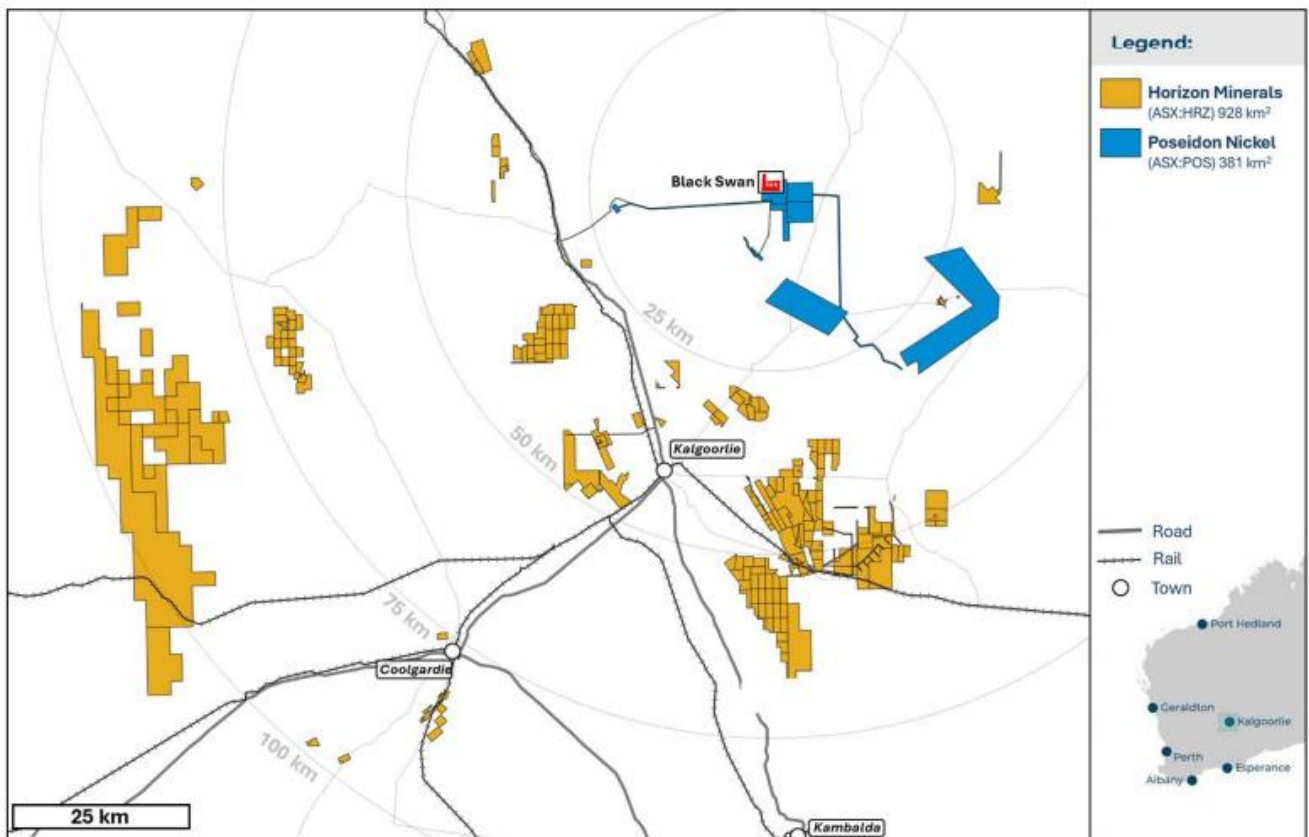 Legend:
Horizon Minerals
(ASX:HRZ) 928 km²
Poseidon Nickel
(ASX:POS) 381 km²
Black Swan
25 km
50 km
Kalgoorlie
75 km
Coolgardie
100 km
25 km
Kambalda
Road
Rail
Town
Port Hedland
Geraldton
Kalgoorlie
Perth
Esperance
Albany